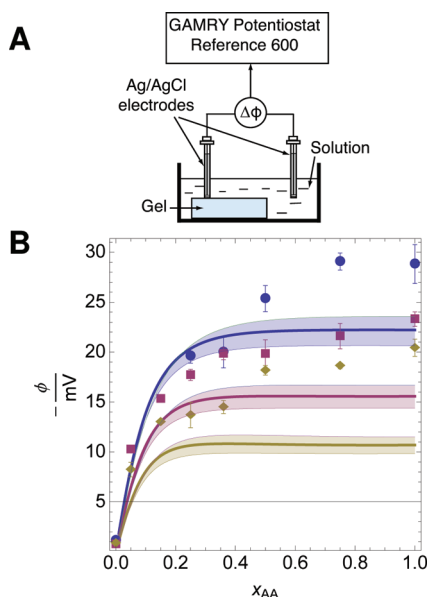 A
GAMRY Potentiostat
Reference 600
Ag/AgCl
electrodes
Δϕ
Solution
Gel
B
30
25
20
15
10
5
− ϕ / mV
0.0 0.2 0.4 0.6 0.8 1.0
xAA